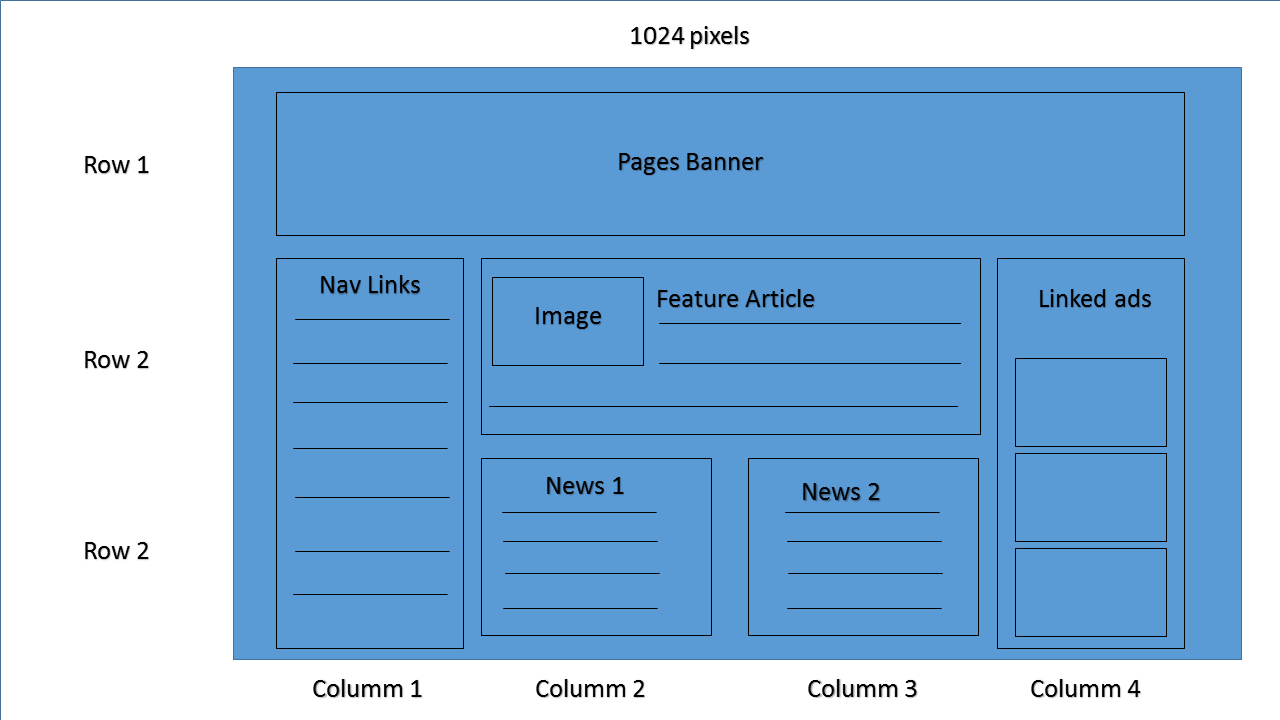 1024 pixels
Row 1
Pages Banner
Row 2
Nav Links
Image
Feature Article
Linked ads
Row 2
News 1
News 2
Columm 1
Columm 2
Columm 3
Columm 4